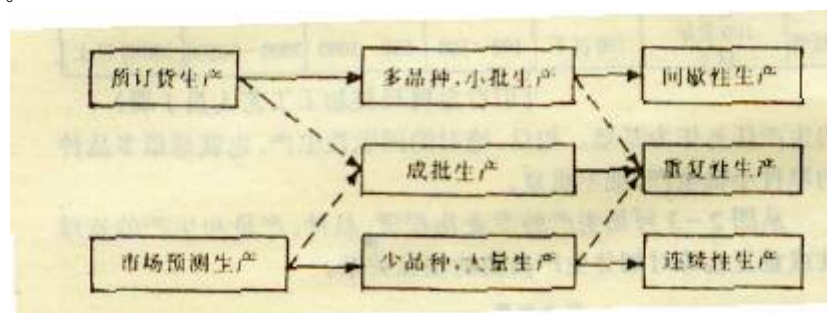 预订货生产 多品种,小批生产 间歇性生产
成批生产 重复性生产
市场预测生产 少品种,大量生产 连续性生产